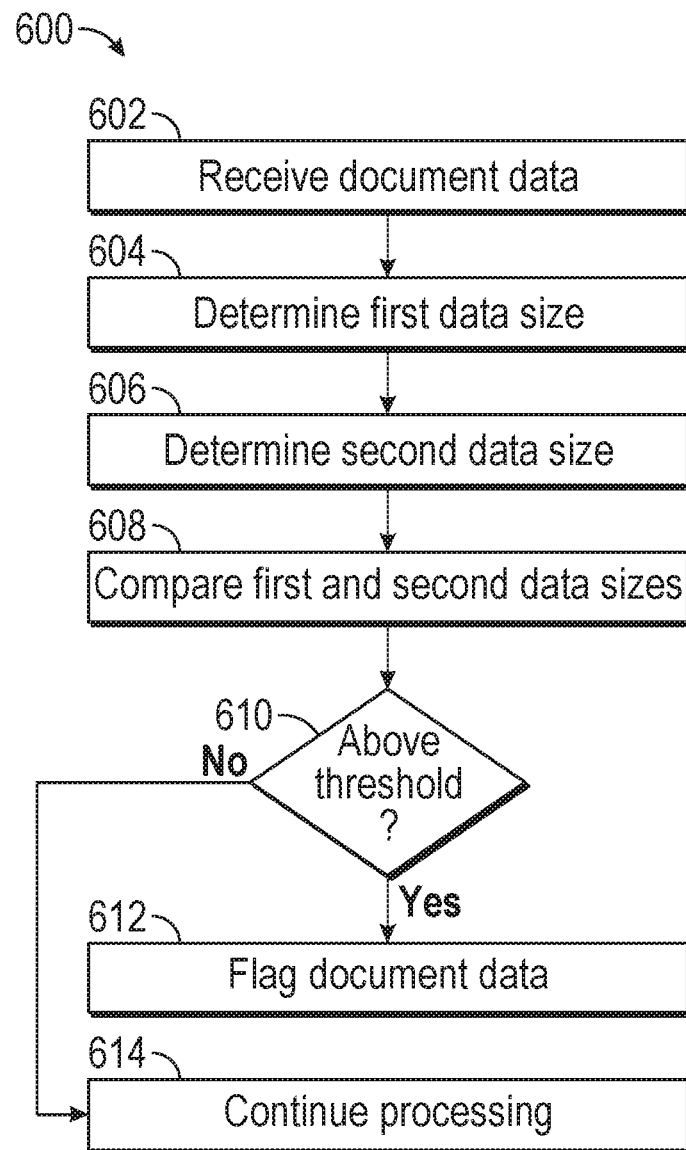 600
602
Receive document data
604
Determine first data size
606
Determine second data size
608
Compare first and second data sizes
610
Above
threshold
?
No
Yes
612
Flag document data
614
Continue processing